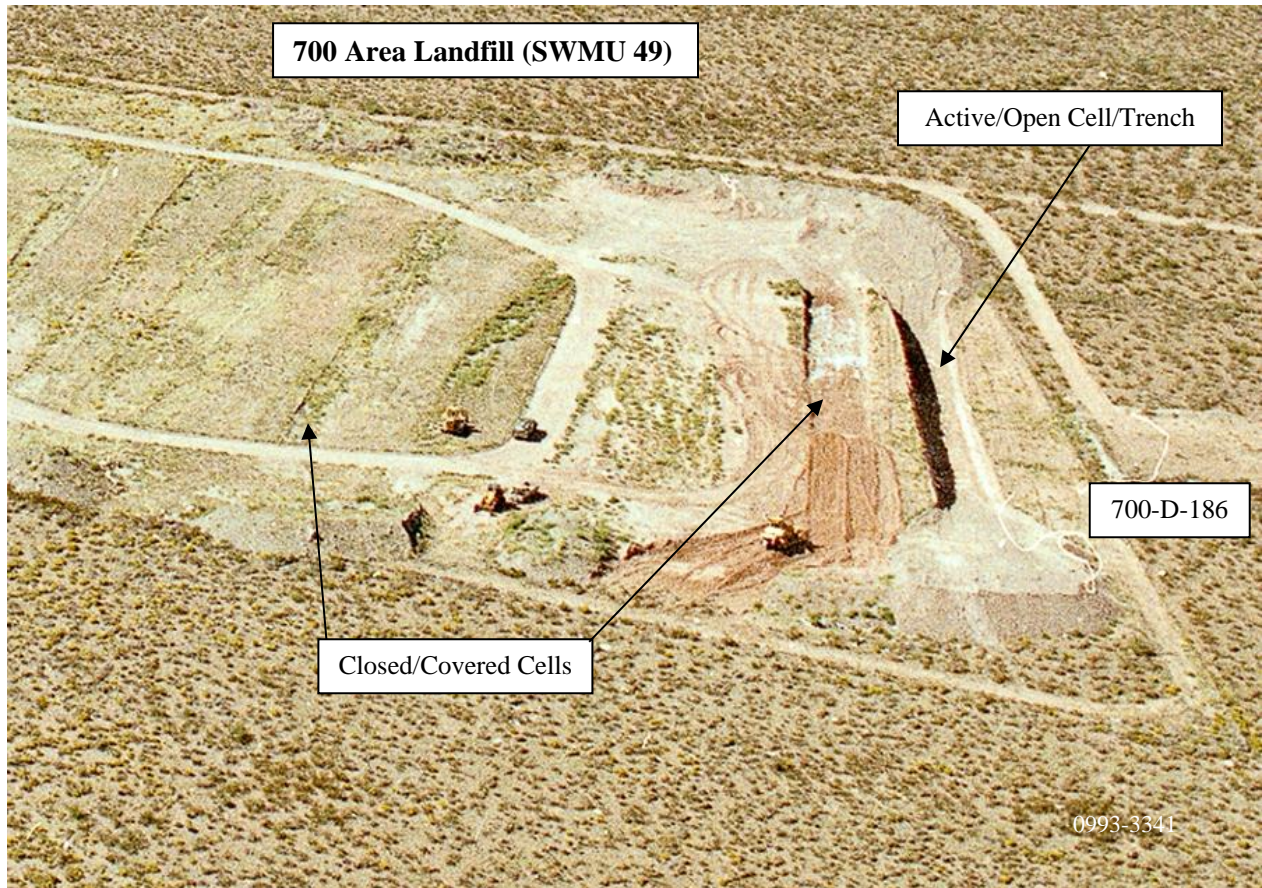 700 Area Landfill (SWMU 49)
Active/Open Cell/Trench
700-D-186
Closed/Covered Cells
0993-3341